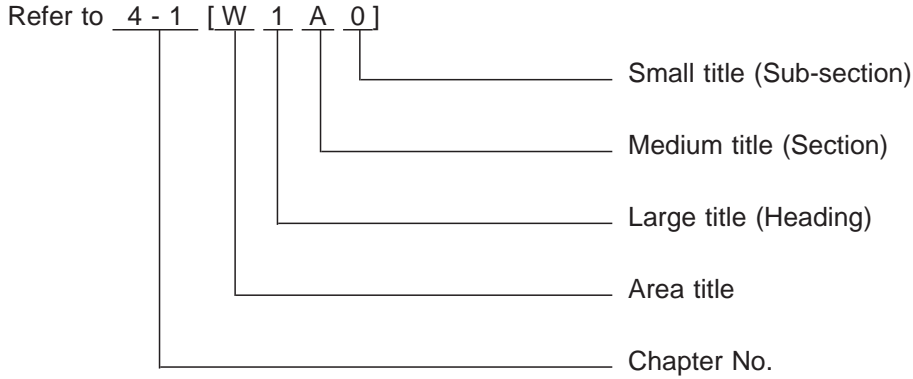 Refer to 4 - 1 [ W 1 A 0 ]
Small title (Sub-section)
Medium title (Section)
Large title (Heading)
Area title
Chapter No.